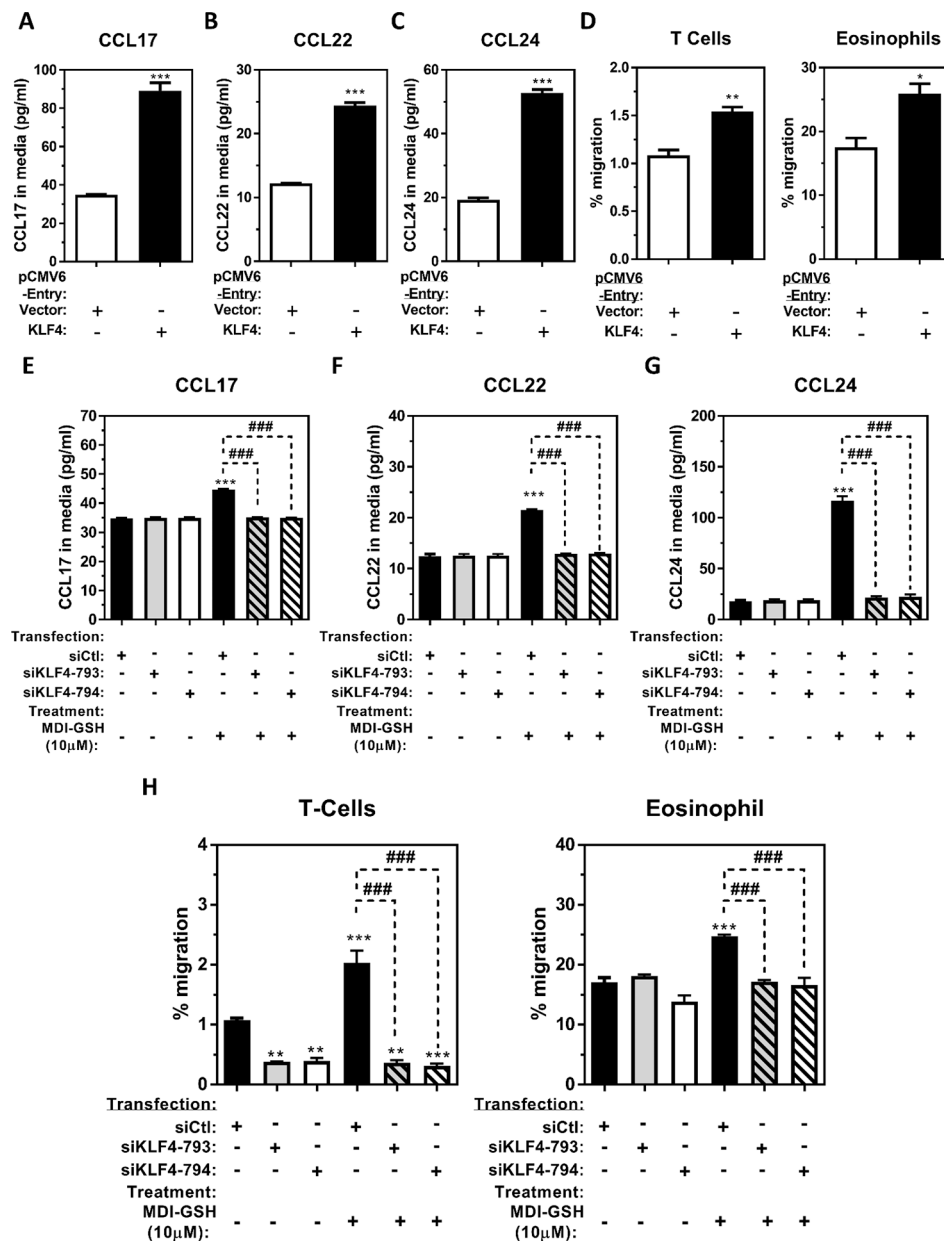 A
CCL17
CCL17 in media (pg/ml)
100
80
60
40
20
0
***
pCMV6
-Entry:
Vector: + -
KLF4: - +
B
CCL22
CCL22 in media (pg/ml)
30
20
10
0
***
pCMV6
-Entry:
Vector: + -
KLF4: - +
C
CCL24
CCL24 in media (pg/ml)
60
40
20
0
***
pCMV6
-Entry:
Vector: + -
KLF4: - +
D
T Cells
% migration
2.0
1.5
1.0
0.5
0.0
**
pCMV6
-Entry:
Vector: + -
KLF4: - +
Eosinophils
% migration
30
20
10
0
*
pCMV6
-Entry:
Vector: + -
KLF4: - +
E
CCL17
CCL17 in media (pg/ml)
70
60
50
40
30
20
10
0
###
###
***
Transfection:
siCtl: + - - + - -
siKLF4-793: - + - - + -
siKLF4-794: - - + - - +
Treatment:
MDI-GSH
(10μM): - - - + + +
F
CCL22
CCL22 in media (pg/ml)
40
30
20
10
0
###
###
***
Transfection:
siCtl: + - - + - -
siKLF4-793: - + - - + -
siKLF4-794: - - + - - +
Treatment:
MDI-GSH
(10μM): - - - + + +
G
CCL24
CCL24 in media (pg/ml)
200
150
100
50
0
###
###
***
Transfection:
siCtl: + - - + - -
siKLF4-793: - + - - + -
siKLF4-794: - - + - - +
Treatment:
MDI-GSH
(10μM): - - - + + +
H
T-Cells
% migration
4
3
2
1
0
###
###
***
** ** ** ***
Transfection:
siCtl: + - - + - -
siKLF4-793: - + - - + -
siKLF4-794: - - + - - +
Treatment:
MDI-GSH
(10μM): - - - + + +
Eosinophil
% migration
40
30
20
10
0
###
###
***
Transfection:
siCtl: + - - + - -
siKLF4-793: - + - - + -
siKLF4-794: - - + - - +
Treatment:
MDI-GSH
(10μM): - - - + + +